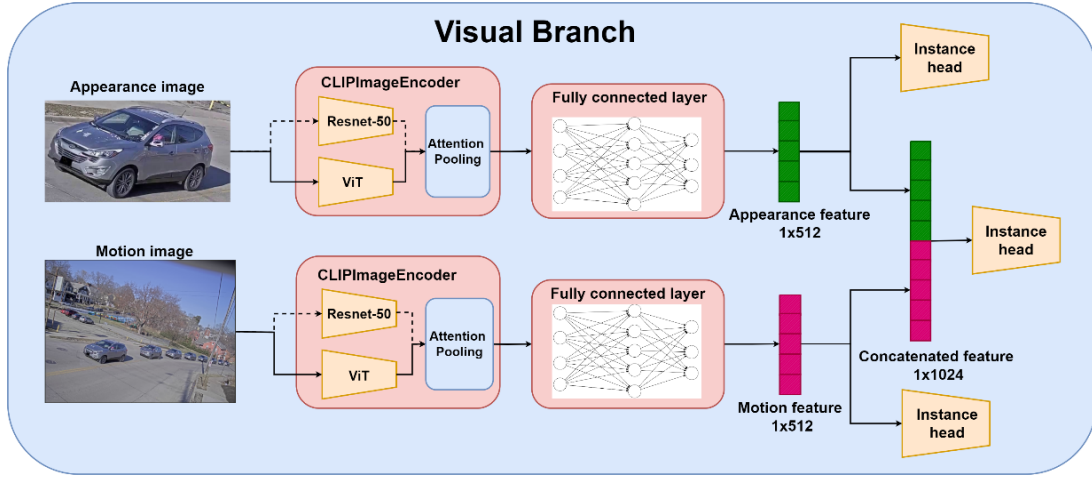 Visual Branch
Appearance image
CLIPImageEncoder
Resnet-50
ViT
Attention
Pooling
Fully connected layer
Appearance feature
1x512
Instance
head
Instance
head
Motion image
CLIPImageEncoder
Resnet-50
ViT
Attention
Pooling
Fully connected layer
Motion feature
1x512
Concatenated feature
1x1024
Instance
head